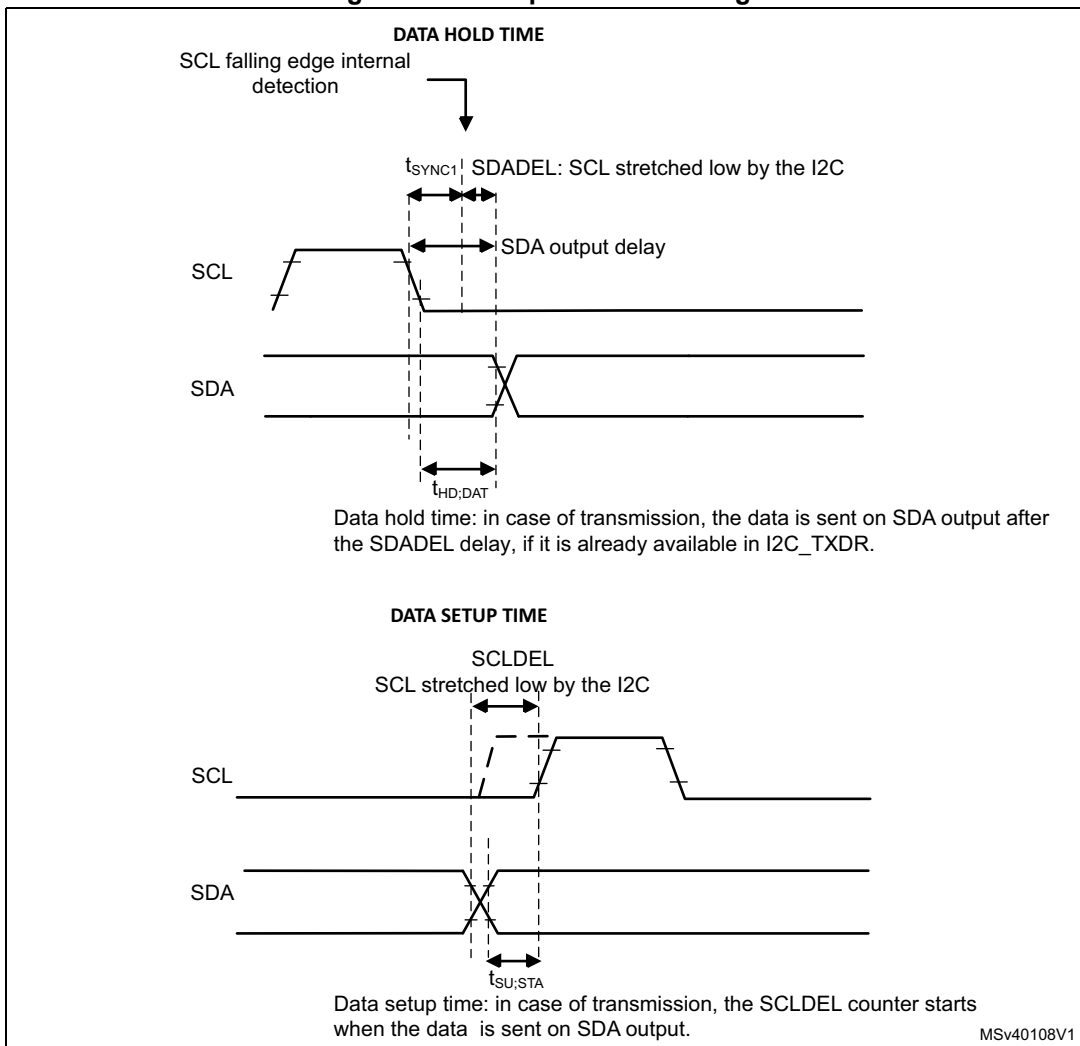 DATA HOLD TIME
SCL falling edge internal
detection
tSYNC1 SDADEL: SCL stretched low by the I2C
SDA output delay
SCL
SDA
tHD;DAT
Data hold time: in case of transmission, the data is sent on SDA output after
the SDADEL delay, if it is already available in I2C_TXDR.
DATA SETUP TIME
SCLDEL
SCL stretched low by the I2C
SCL
SDA
tSU;STA
Data setup time: in case of transmission, the SCLDEL counter starts
when the data is sent on SDA output.
MSv40108V1